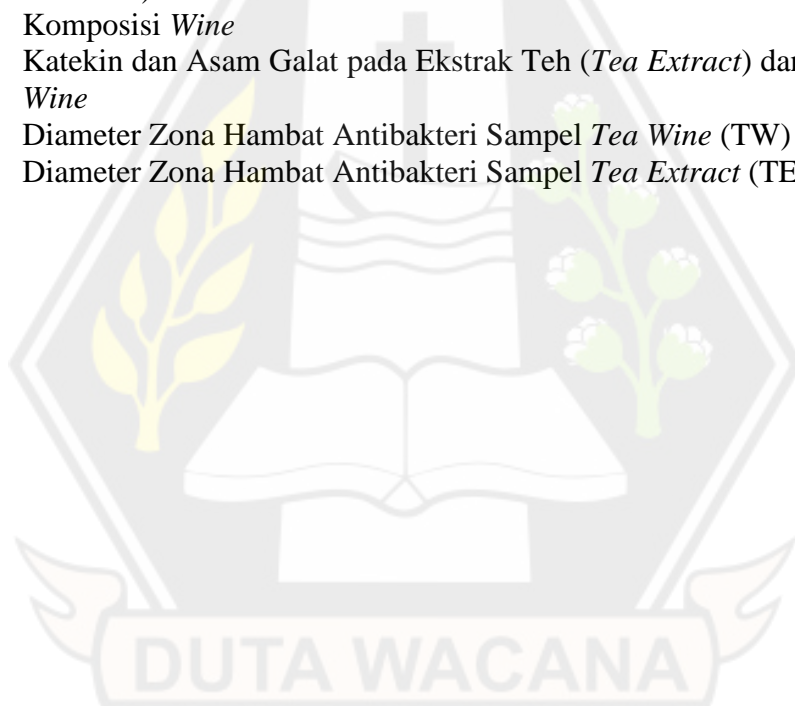 Komposisi Wine
Katekin dan Asam Galat pada Ekstrak Teh (Tea Extract) dan
Wine
Diameter Zona Hambat Antibakteri Sampel Tea Wine (TW)
Diameter Zona Hambat Antibakteri Sampel Tea Extract (TE
DUTA WACANA